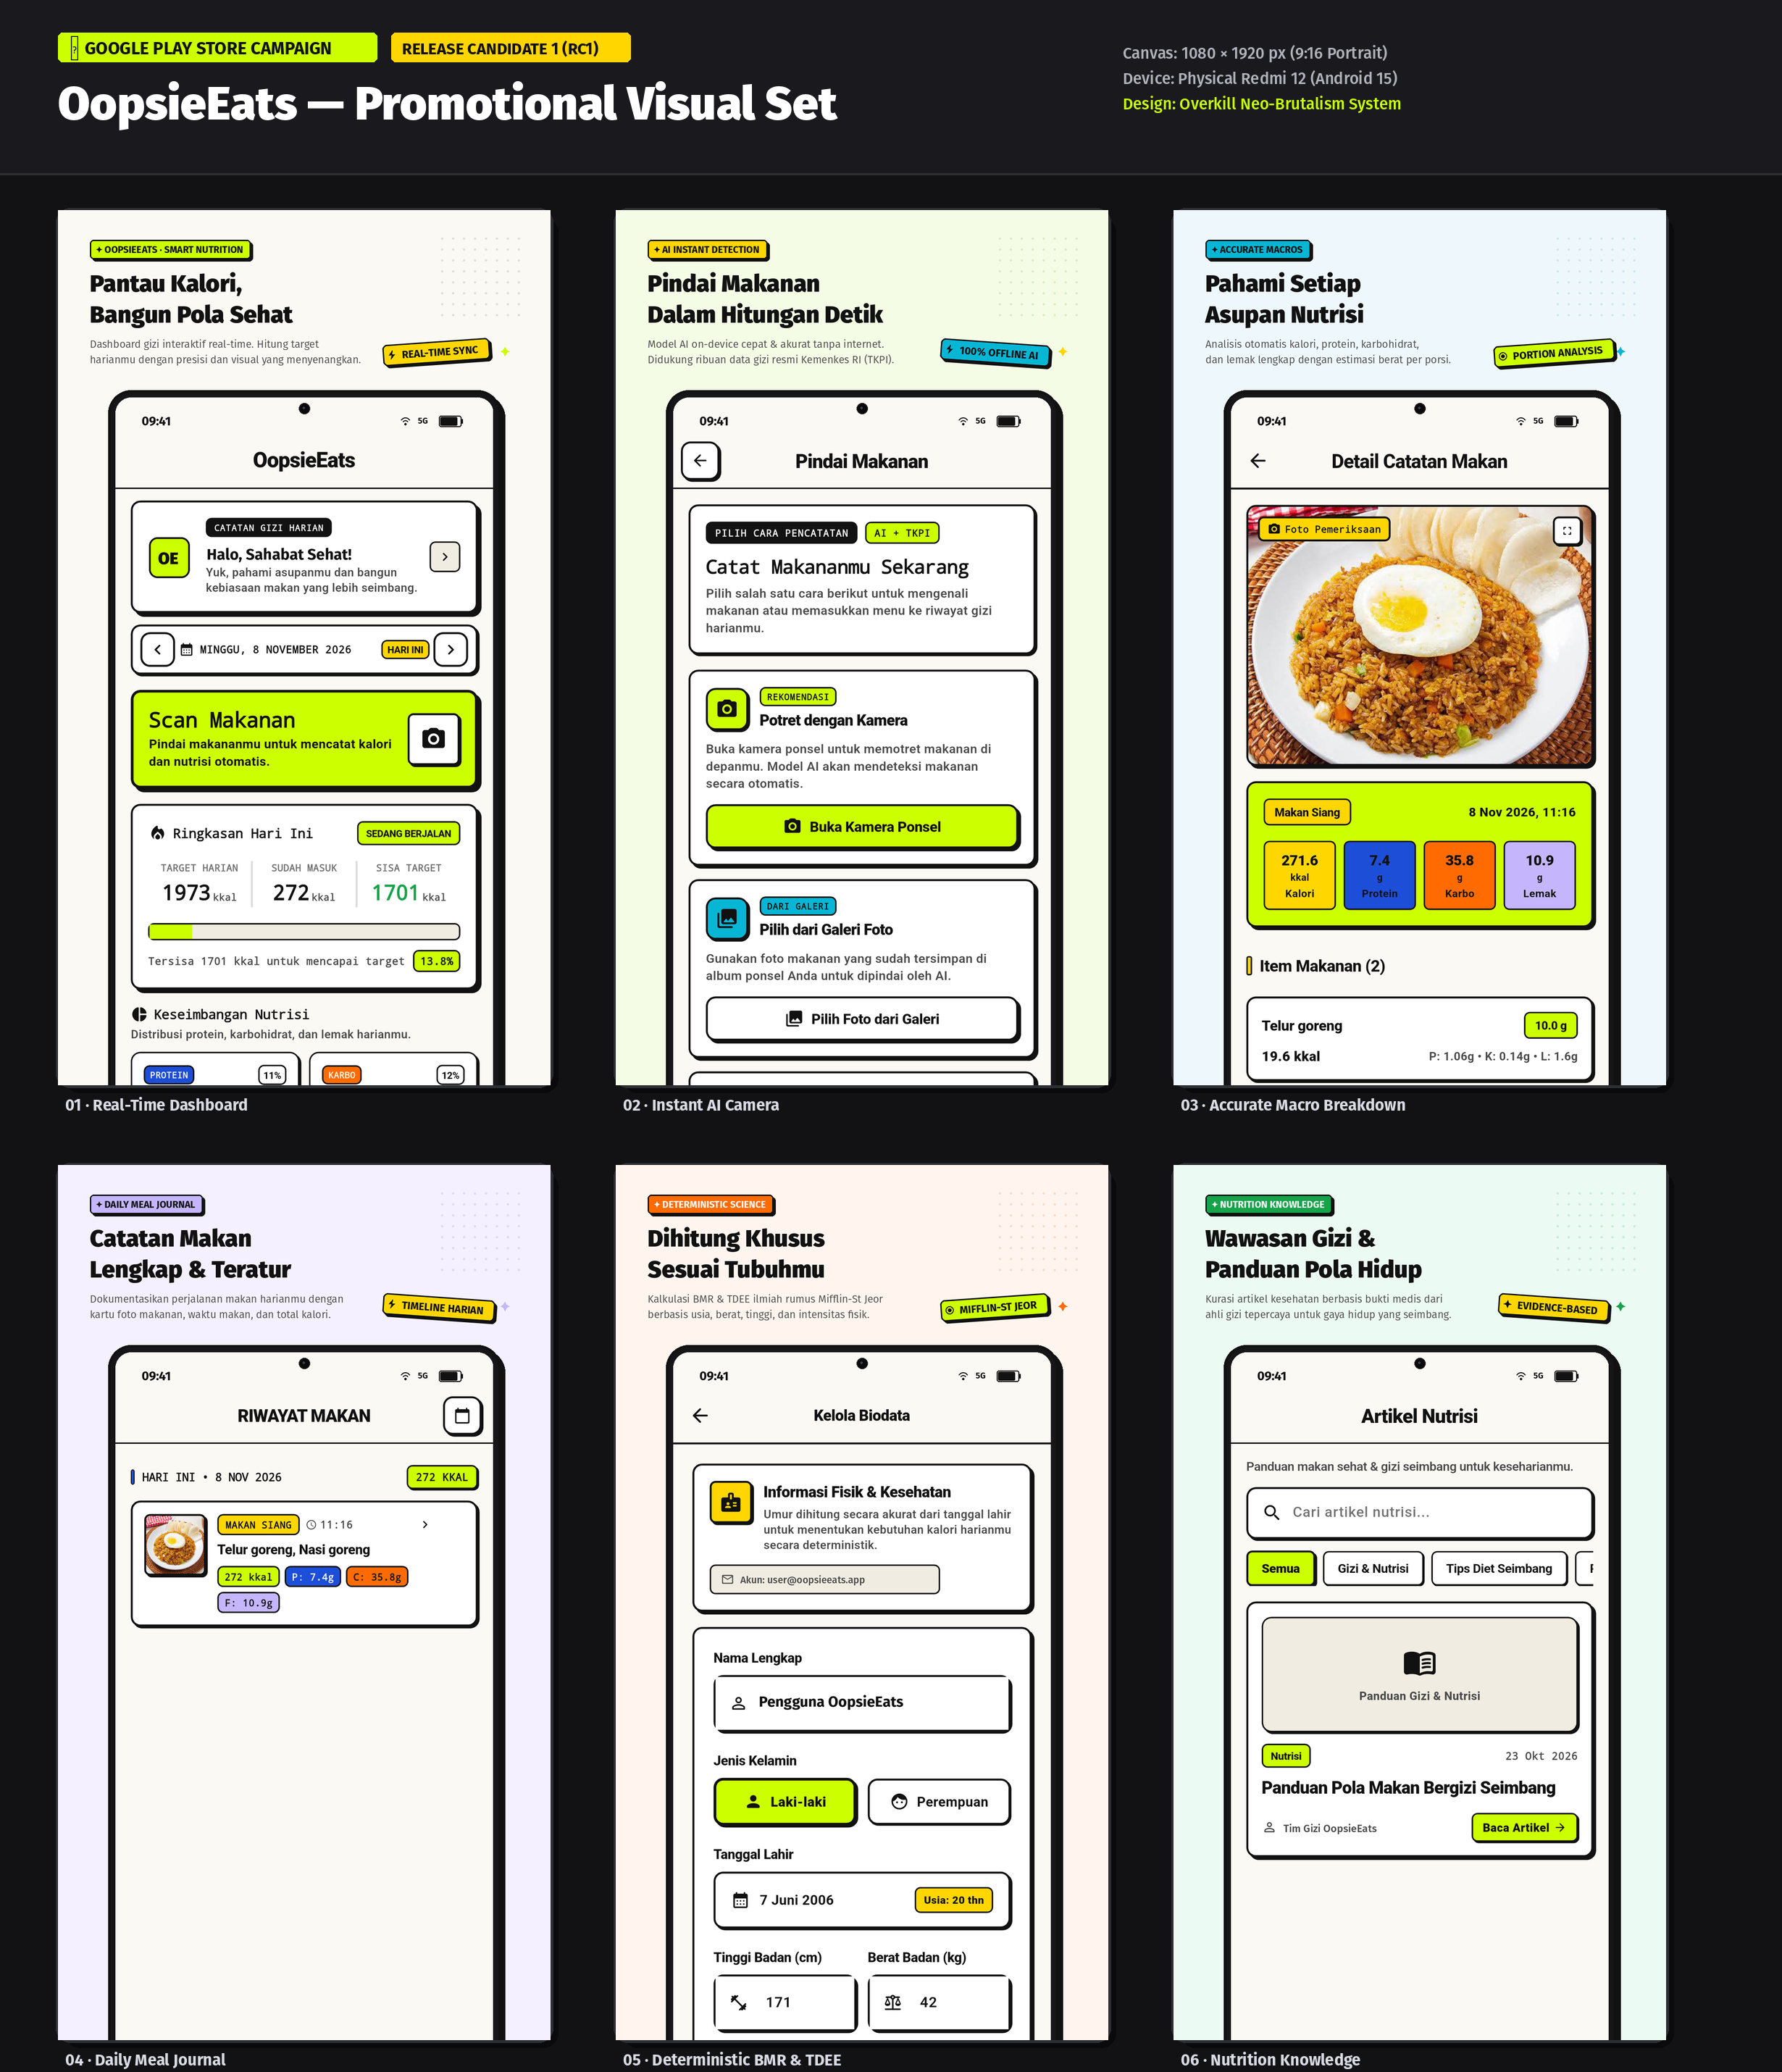 GOOGLE PLAY STORE CAMPAIGN
RELEASE CANDIDATE 1 (RC1)
OopsieEats — Promotional Visual Set
Canvas: 1080 × 1920 px (9:16 Portrait)
Device: Physical Redmi 12 (Android 15)
Design: Overkill Neo-Brutalism System
✦ OOPSIEEATS · SMART NUTRITION
Pantau Kalori,
Bangun Pola Sehat
Dashboard gizi interaktif real-time. Hitung target
harianmu dengan presisi dan visual yang menyenangkan.
REAL-TIME SYNC
09:41
5G
OopsieEats
OE
CATATAN GIZI HARIAN
Halo, Sahabat Sehat!
Yuk, pahami asupanmu dan bangun
kebiasaan makan yang lebih seimbang.
MINGGU, 8 NOVEMBER 2026
HARI INI
Scan Makanan
Pindai makananmu untuk mencatat kalori
dan nutrisi otomatis.
Ringkasan Hari Ini
SEDANG BERJALAN
TARGET HARIAN SUDAH MASUK SISA TARGET
1973 kkal 272 kkal 1701 kkal
Tersisa 1701 kkal untuk mencapai target
13.8%
Keseimbangan Nutrisi
Distribusi protein, karbohidrat, dan lemak harianmu.
PROTEIN 11% KARBO 12%
01 · Real-Time Dashboard
✦ AI INSTANT DETECTION
Pindai Makanan
Dalam Hitungan Detik
Model AI on-device cepat & akurat tanpa internet.
Didukung ribuan data gizi resmi Kemenkes RI (TKPI).
100% OFFLINE AI
09:41
5G
Pindai Makanan
PILIH CARA PENCATATAN
AI + TKPI
Catat Makananmu Sekarang
Pilih salah satu cara berikut untuk mengenali
makanan atau memasukkan menu ke riwayat gizi
harianmu.
REKOMENDASI
Potret dengan Kamera
Buka kamera ponsel untuk memotret makanan di
depanmu. Model AI akan mendeteksi makanan
secara otomatis.
Buka Kamera Ponsel
DARI GALERI
Pilih dari Galeri Foto
Gunakan foto makanan yang sudah tersimpan di
album ponsel Anda untuk dipindai oleh AI.
Pilih Foto dari Galeri
02 · Instant AI Camera
✦ ACCURATE MACROS
Pahami Setiap
Asupan Nutrisi
Analisis otomatis kalori, protein, karbohidrat,
dan lemak lengkap dengan estimasi berat per porsi.
PORTION ANALYSIS
09:41
5G
Detail Catatan Makan
Foto Pemeriksaan
Makan Siang
8 Nov 2026, 11:16
271.6 7.4 35.8 10.9
kkal g g g
Kalori Protein Karbo Lemak
Item Makanan (2)
Telur goreng
10.0 g
19.6 kkal
P: 1.06g • K: 0.14g • L: 1.6g
03 · Accurate Macro Breakdown
✦ DAILY MEAL JOURNAL
Catatan Makan
Lengkap & Teratur
Dokumentasikan perjalanan makan harianmu dengan
kartu foto makanan, waktu makan, dan total kalori.
TIMELINE HARIAN
09:41
5G
RIWAYAT MAKAN
HARI INI • 8 NOV 2026
272 KKAL
MAKAN SIANG
11:16
Telur goreng, Nasi goreng
272 kkal P: 7.4g C: 35.8g
F: 10.9g
04 · Daily Meal Journal
✦ DETERMINISTIC SCIENCE
Dihitung Khusus
Sesuai Tubuhmu
Kalkulasi BMR & TDEE ilmiah rumus Mifflin-St Jeor
berbasis usia, berat, tinggi, dan intensitas fisik.
MIFFLIN-ST JEOR
09:41
5G
Kelola Biodata
Informasi Fisik & Kesehatan
Umur dihitung secara akurat dari tanggal lahir
untuk menentukan kebutuhan kalori harianmu
secara deterministik.
Akun: user@oopsieeats.app
Nama Lengkap
Pengguna OopsieEats
Jenis Kelamin
Laki-laki
Perempuan
Tanggal Lahir
7 Juni 2006
Usia: 20 thn
Tinggi Badan (cm) Berat Badan (kg)
171 42
05 · Deterministic BMR & TDEE
✦ NUTRITION KNOWLEDGE
Wawasan Gizi &
Panduan Pola Hidup
Kurasi artikel kesehatan berbasis bukti medis dari
ahli gizi tepercaya untuk gaya hidup yang seimbang.
✦ EVIDENCE-BASED
09:41
5G
Artikel Nutrisi
Panduan makan sehat & gizi seimbang untuk keseharianmu.
Cari artikel nutrisi...
Semua
Gizi & Nutrisi
Tips Diet Seimbang
Panduan Gizi & Nutrisi
Nutrisi
23 Okt 2026
Panduan Pola Makan Bergizi Seimbang
Tim Gizi OopsieEats
Baca Artikel →
06 · Nutrition Knowledge